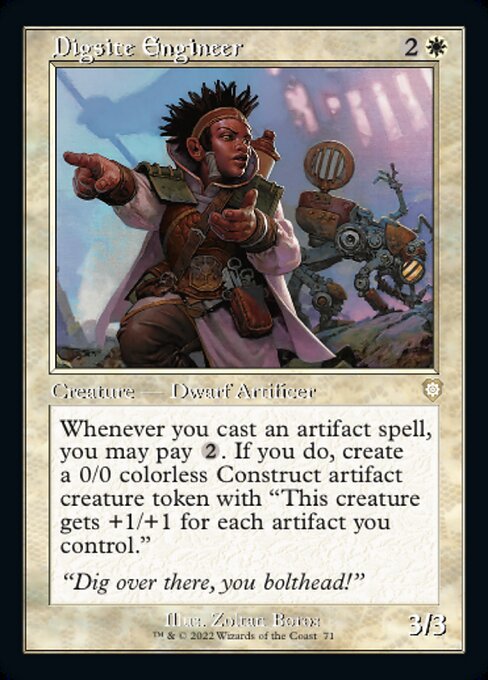 Digsite Engineer 2
Creature — Dwarf Artificer
Whenever you cast an artifact spell,
you may pay 2. If you do, create
a 0/0 colorless Construct artifact
creature token with “This creature
gets +1/+1 for each artifact you
control.”
“Dig over there, you bolthead!”
Illus. Zoltan Boros
3/3
™ & © 2022 Wizards of the Coast 71